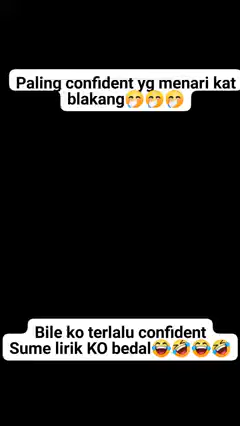 Paling confident yg menari kat
blakang🤭🤭🤭
Bile ko terlalu confident
Sume lirik KO bedal😂🤣😂🤣